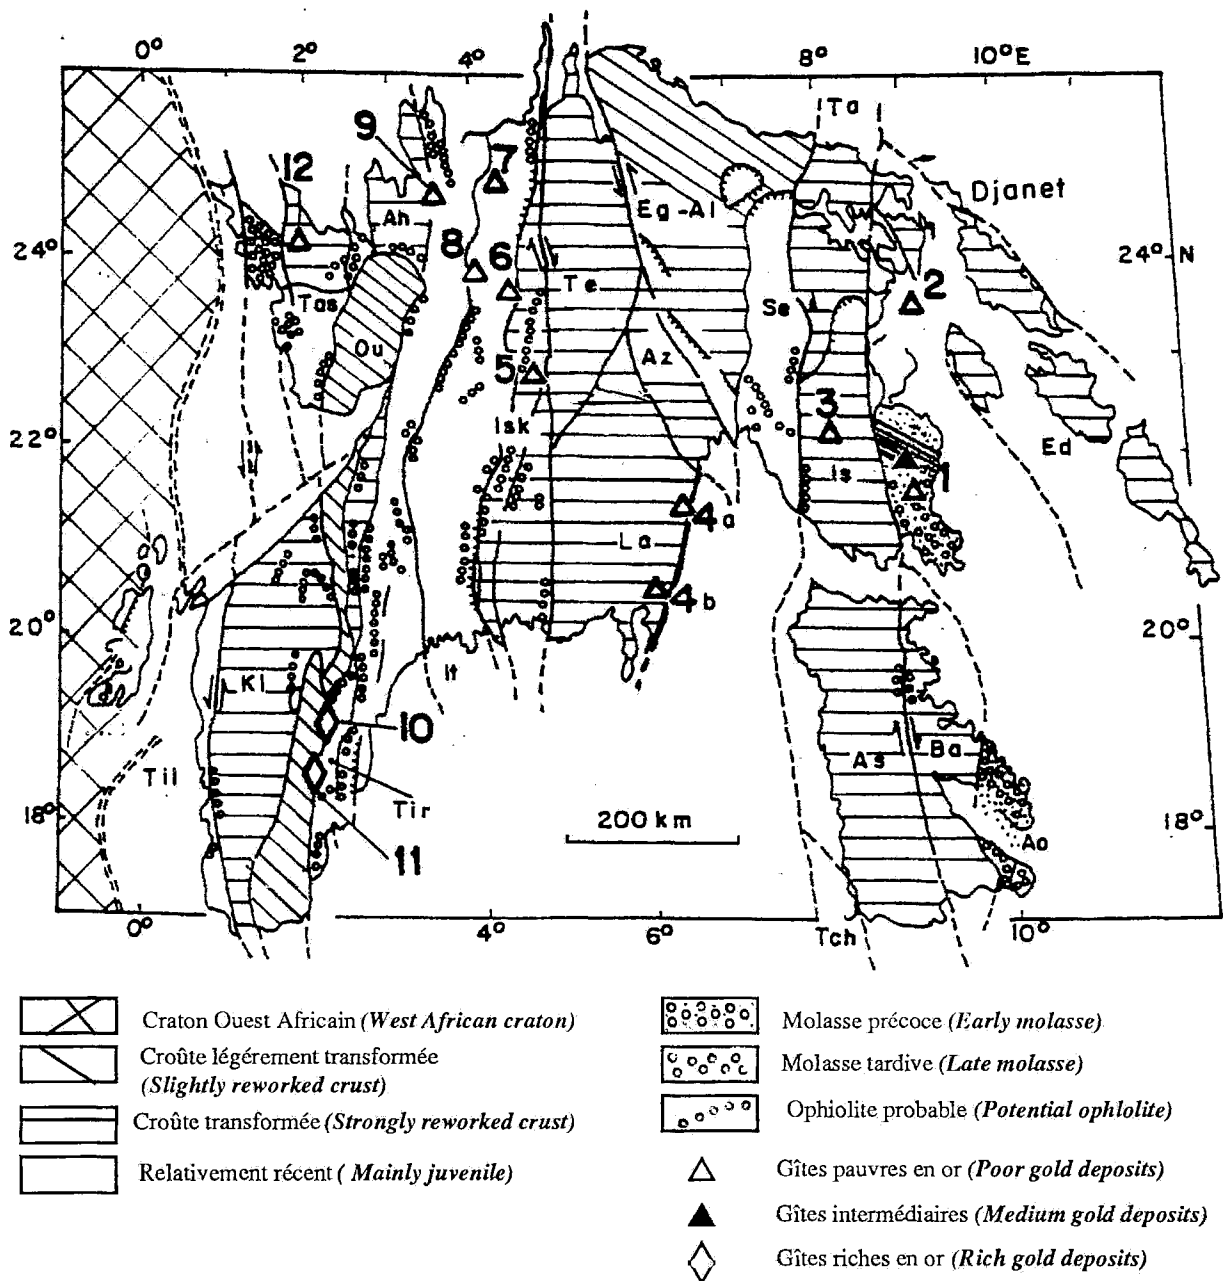 0° 2° 4° 8° 10°E
Ta
9 12 7
Djanet
Ah Eg-Al
24° 8 6 24° N
Te 2
Tas Se
Ou Az
5 3
22° Isk Is Ed
1
4a
La
4b
20° 20°
It
Ki
10
Til As Ba
Tir 200 km
18° 18°
11 Ao
0° 4° 6° Tch 10°
Craton Ouest Africain (West African craton)
Croûte légérement transformée
(Slightly reworked crust)
Croûte transformée (Strongly reworked crust)
Relativement récent ( Mainly juvenile)
Molasse précoce (Early molasse)
Molasse tardive (Late molasse)
Ophiolite probable (Potential ophlolite)
Gîtes pauvres en or (Poor gold deposits)
Gîtes intermédiaires (Medium gold deposits)
Gîtes riches en or (Rich gold deposits)